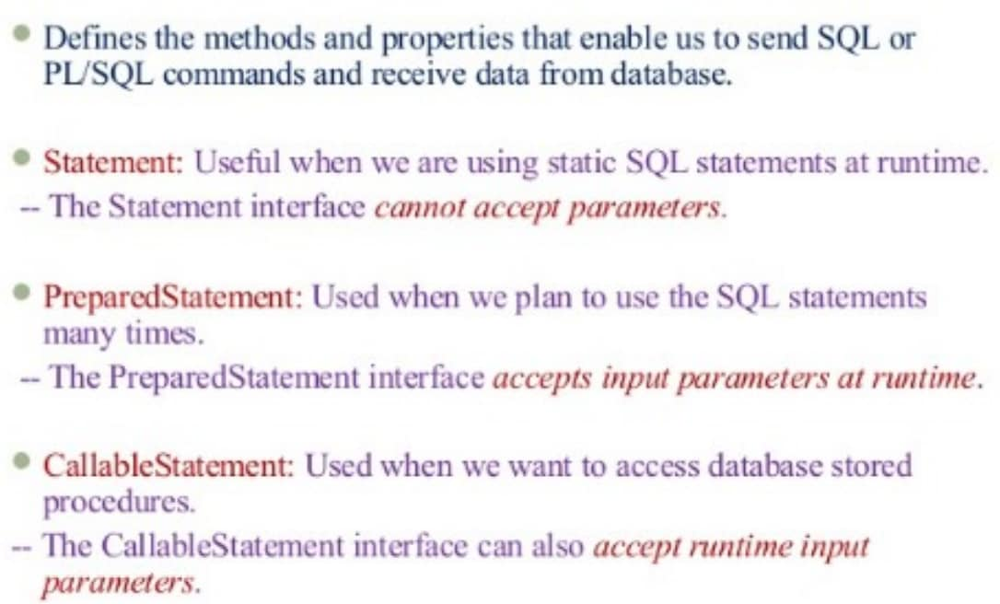 • Defines the methods and properties that enable us to send SQL or
PL/SQL commands and receive data from database.
• Statement: Useful when we are using static SQL statements at runtime.
-- The Statement interface cannot accept parameters.
• PreparedStatement: Used when we plan to use the SQL statements
many times.
-- The PreparedStatement interface accepts input parameters at runtime.
• CallableStatement: Used when we want to access database stored
procedures.
-- The CallableStatement interface can also accept runtime input
parameters.